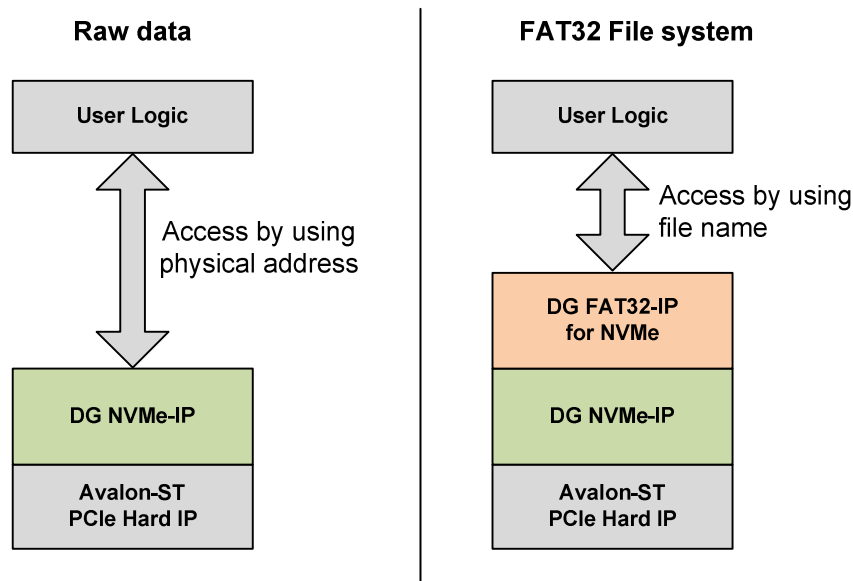 Raw data
User Logic
Access by using
physical address
DG NVMe-IP
Avalon-ST
PCIe Hard IP
FAT32 File system
User Logic
Access by using
file name
DG FAT32-IP
for NVMe
DG NVMe-IP
Avalon-ST
PCIe Hard IP